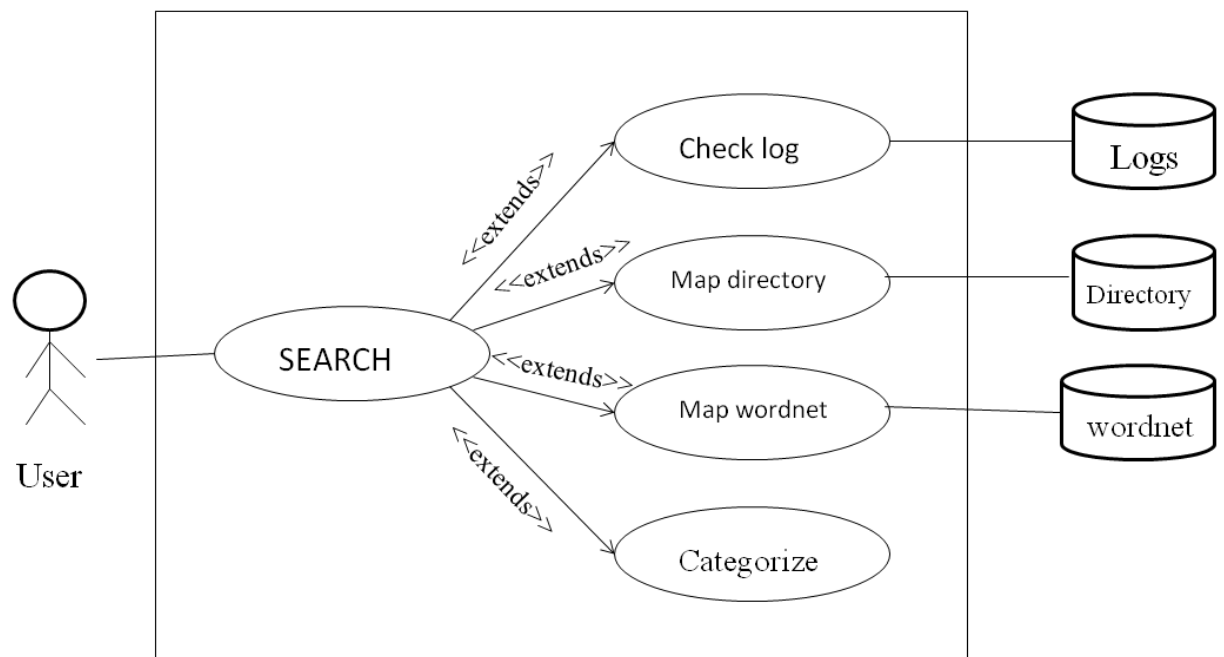 Check log
Logs
<<extends>>
<<extends>>
Map directory
Directory
SEARCH
<<extends>>
Map wordnet
wordnet
User
<<extends>>
Categorize